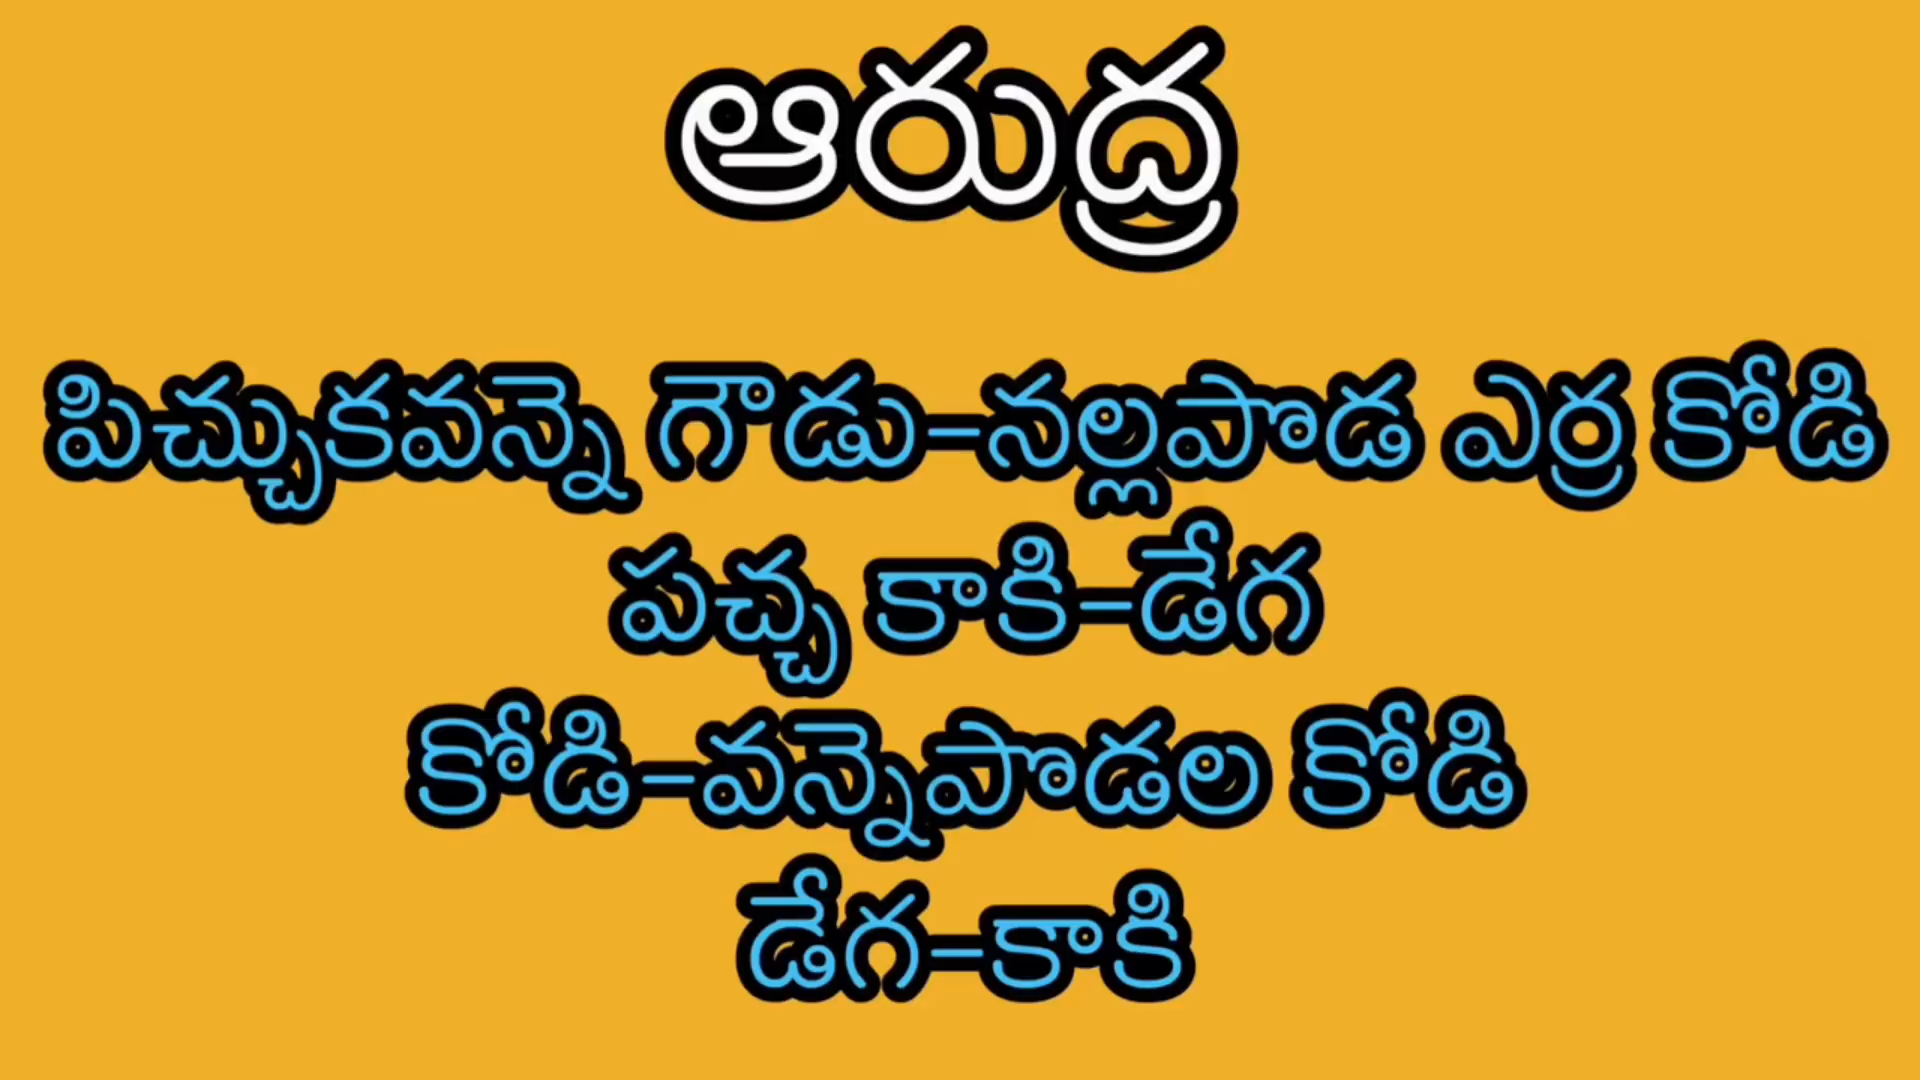 ఆరుద్ర
పిచ్చుకవన్నె గౌడు-నల్లపొడ ఎర్ర కోడి
పచ్చ కాకి-డేగ
కోడి-వన్నెపొడల కోడి
డేగ-కాకి